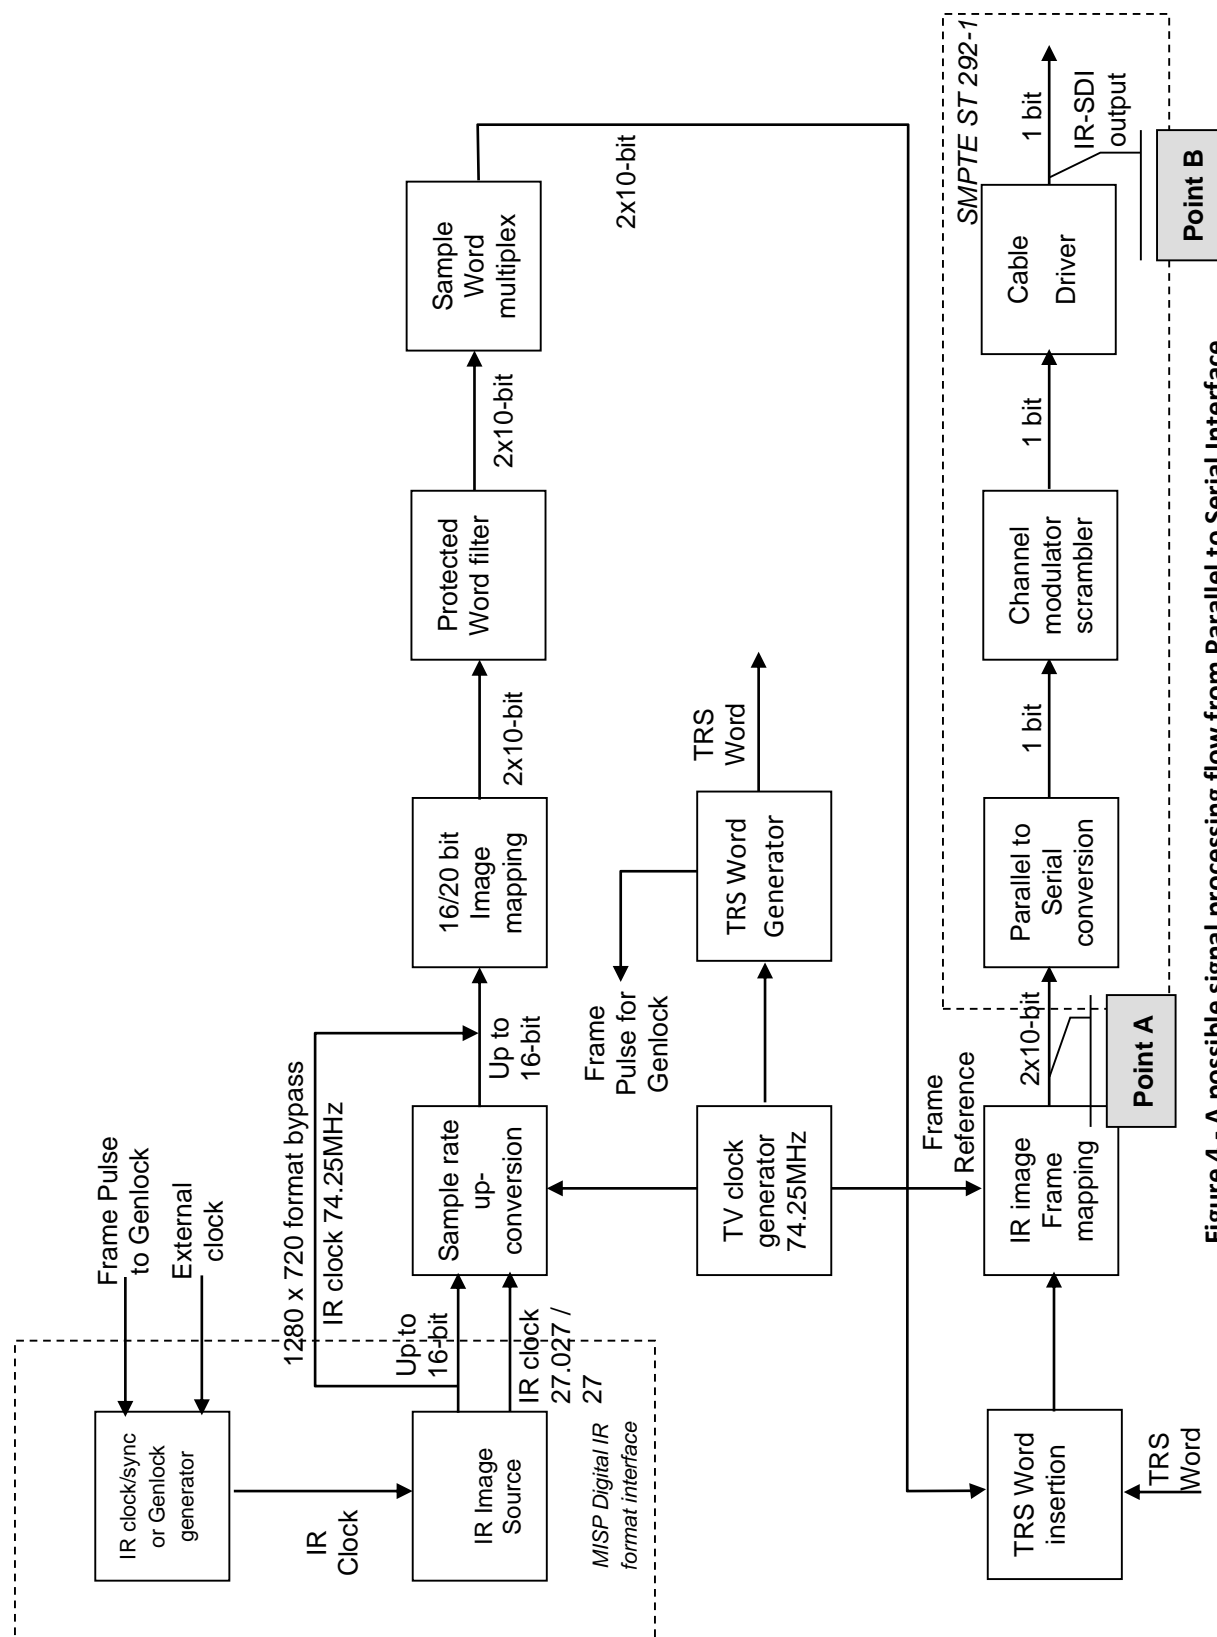 Frame Pulse
to Genlock
External
clock
IR clock/sync
or Genlock
generator
IR
Clock
IR Image
Source
MISP Digital IR
format interface
1280 x 720 format bypass
IR clock 74.25MHz
Up to
16-bit
IR clock
27.027 /
27
Sample rate
up-
conversion
Up to
16-bit
16/20 bit
Image
mapping
2x10-bit
Protected
Word filter
2x10-bit
Sample
Word
multiplex
2x10-bit
TV clock
generator
74.25MHz
Frame
Pulse for
Genlock
TRS Word
Generator
TRS
Word
Frame
Reference
TRS
Word
TRS Word
insertion
IR image
Frame
mapping
2x10-bit
Point A
Parallel to
Serial
conversion
1 bit
Channel
modulator
scrambler
1 bit
Cable
Driver
SMPTE ST 292-1
1 bit
IR-SDI
output
Point B
Figure 4 - A possible signal processing flow from Parallel to Serial Interface